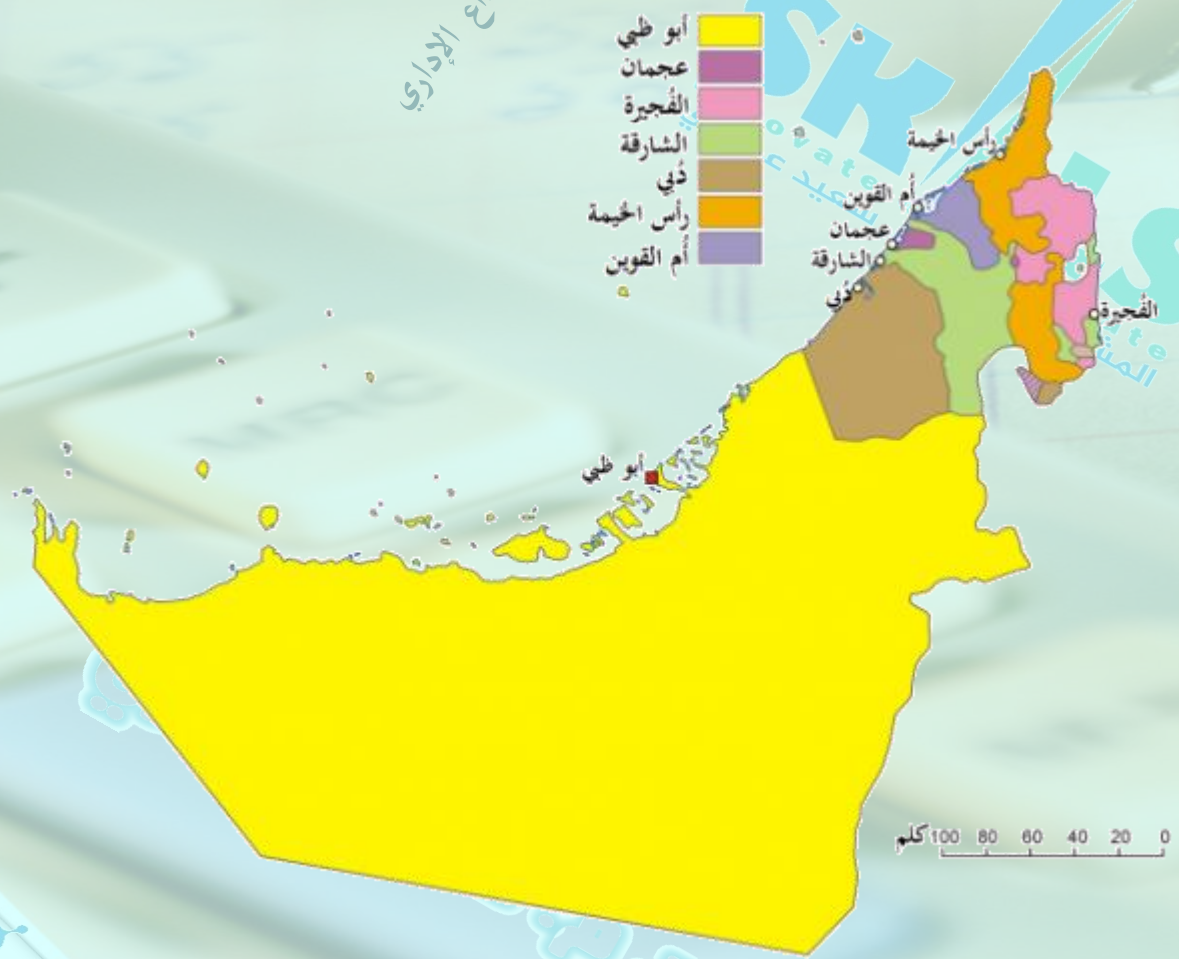 ع الإداري
أبو ظبي
عجمان
الفُجيرة
الشارقة
دُبي
رأس الخيمة
أم القوين
رأس الخيمة
أم القوين
عجمان
الشارقة
دُبي
الفُجيرة
أبو ظبي
كلم 100 80 60 40 20 0